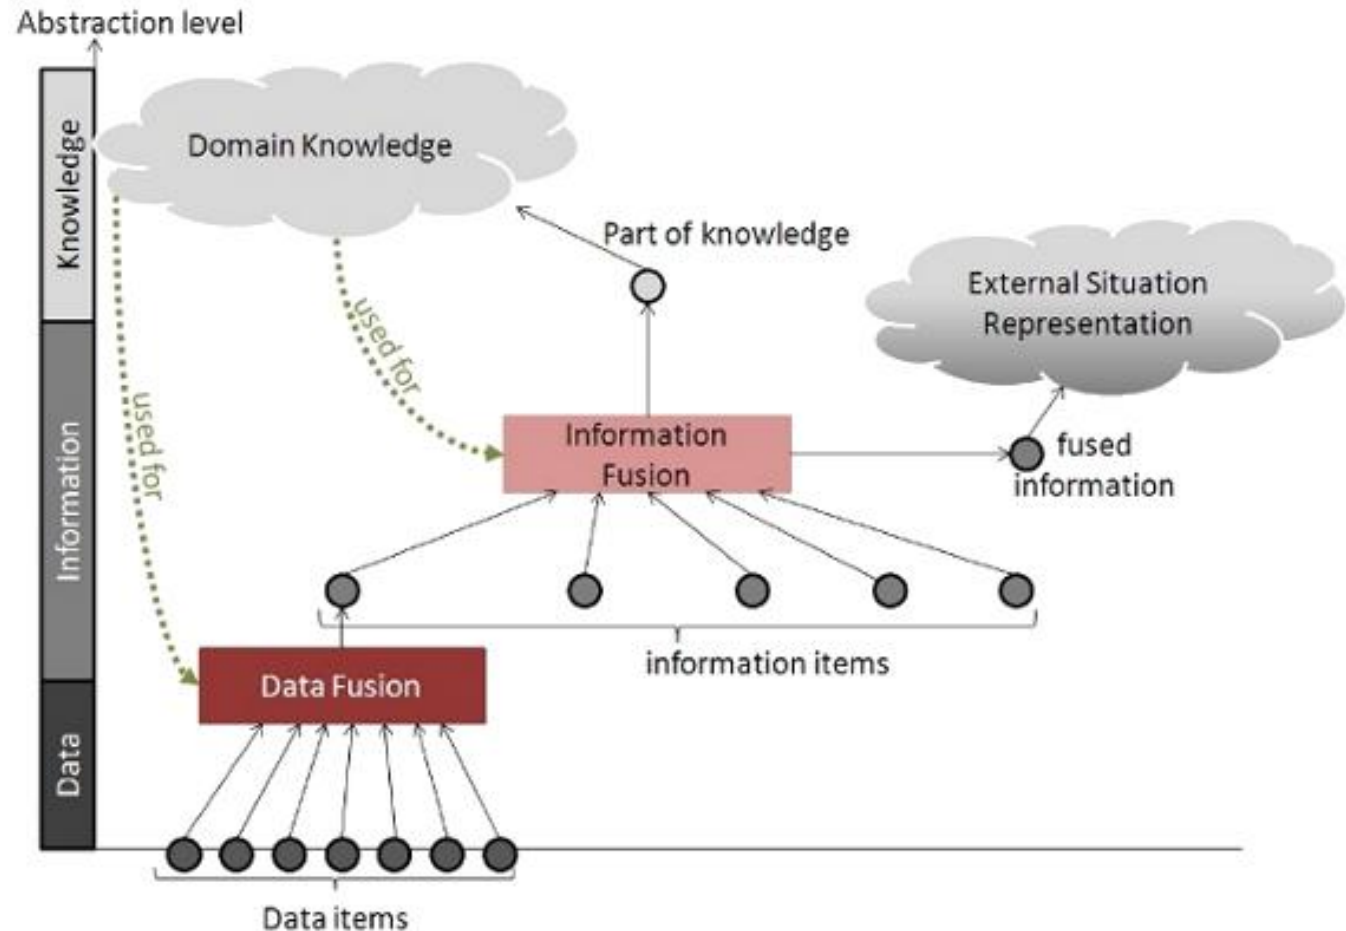 Abstraction level
Knowledge
Domain Knowledge
Part of knowledge
External Situation
Representation
used for
used for
Information
Information
Fusion
fused
information
information items
Data Fusion
Data
Data items